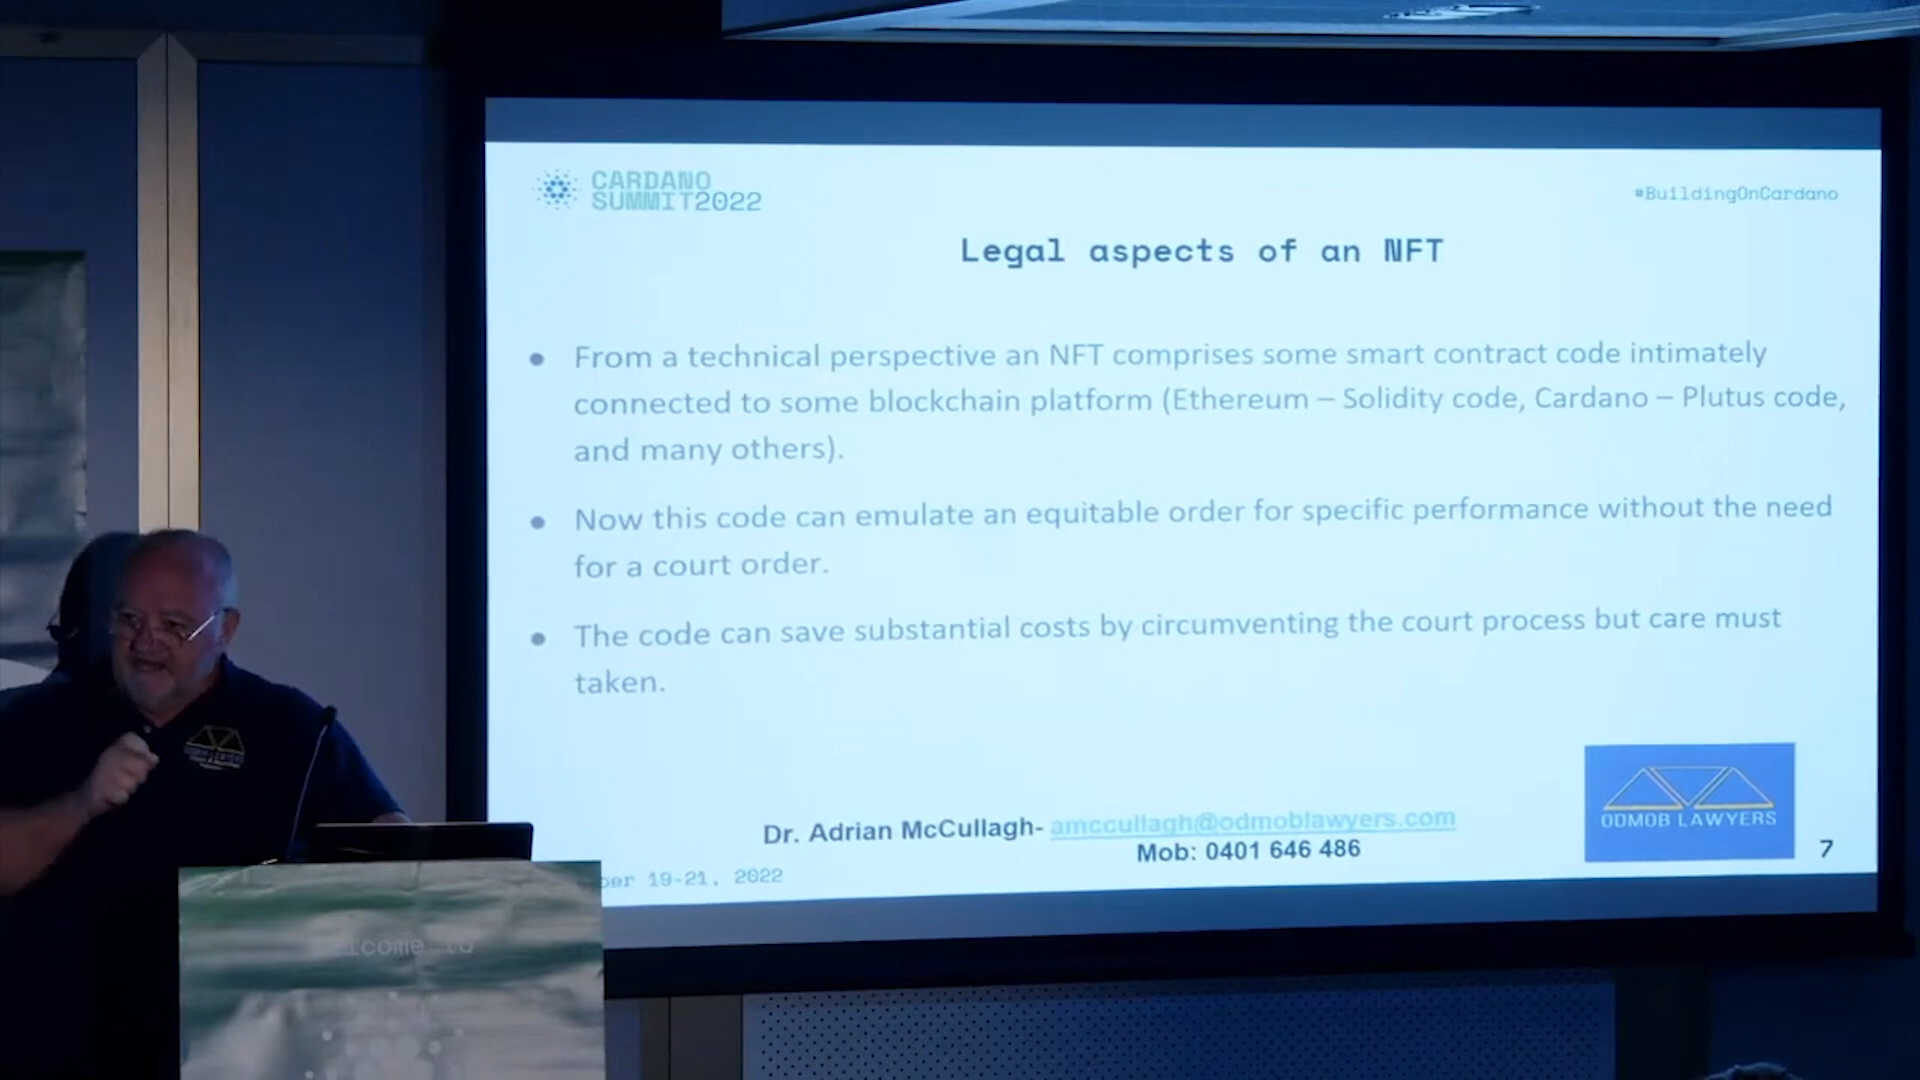 CARDANO
SUMMIT2022
#BuildingOnCardano
Legal aspects of an NFT
• From a technical perspective an NFT comprises some smart contract code intimately
connected to some blockchain platform (Ethereum – Solidity code, Cardano – Plutus code,
and many others).
• Now this code can emulate an equitable order for specific performance without the need
for a court order.
• The code can save substantial costs by circumventing the court process but care must
taken.
Dr. Adrian McCullagh- amccullagh@odmoblawyers.com
Mob: 0401 646 486
ODMOB LAWYERS
7
19-21, 2022
ODMOB LAWYERS
to